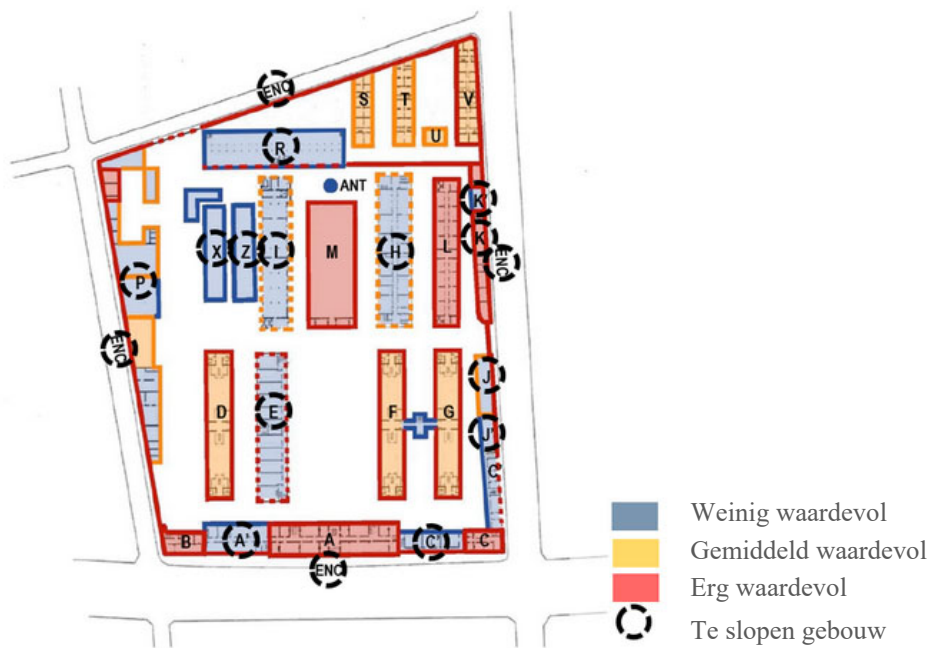 ENC
S
T
V
U
R
ANT
K'
X
Z
I
M
H
L
K
ENC
P
ENC
J
D
E
F
G
J'
C
B
A'
A
C'
C
ENC
Weinig waardevol
Gemiddeld waardevol
Erg waardevol
Te slopen gebouw